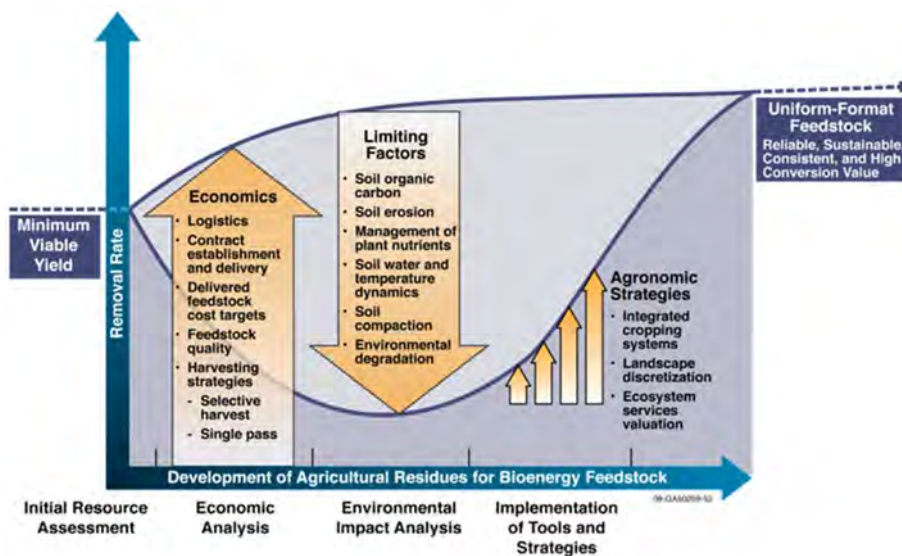 Uniform-Format
Feedstock
Reliable, Sustainable,
Consistent, and High
Conversion Value
Minimum
Viable
Yield
Removal Rate
Economics
• Logistics
• Contract
establishment
and delivery
• Delivered
feedstock
cost targets
• Feedstock
quality
• Harvesting
strategies
- Selective
harvest
- Single pass
Limiting
Factors
• Soil organic
carbon
• Soil erosion
• Management of
plant nutrients
• Soil water and
temperature
dynamics
• Soil
compaction
• Environmental
degradation
Agronomic
Strategies
• Integrated
cropping
systems
• Landscape
discretization
• Ecosystem
services
valuation
Development of Agricultural Residues for Bioenergy Feedstock
Initial Resource
Assessment
Economic
Analysis
Environmental
Impact Analysis
Implementation
of Tools and
Strategies